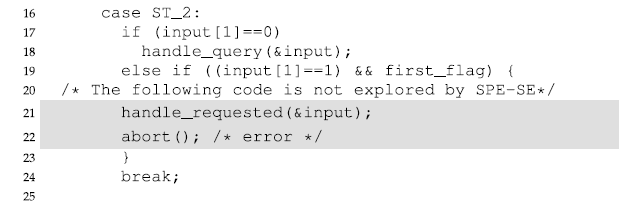 16 case ST_2:
17 if (input[1]==0)
18 handle_query(&input);
19 else if ((input[1]==1) && first_flag) {
20 /* The following code is not explored by SPE-SE*/
21 handle_requested(&input);
22 abort(); /* error */
23 }
24 break;
25